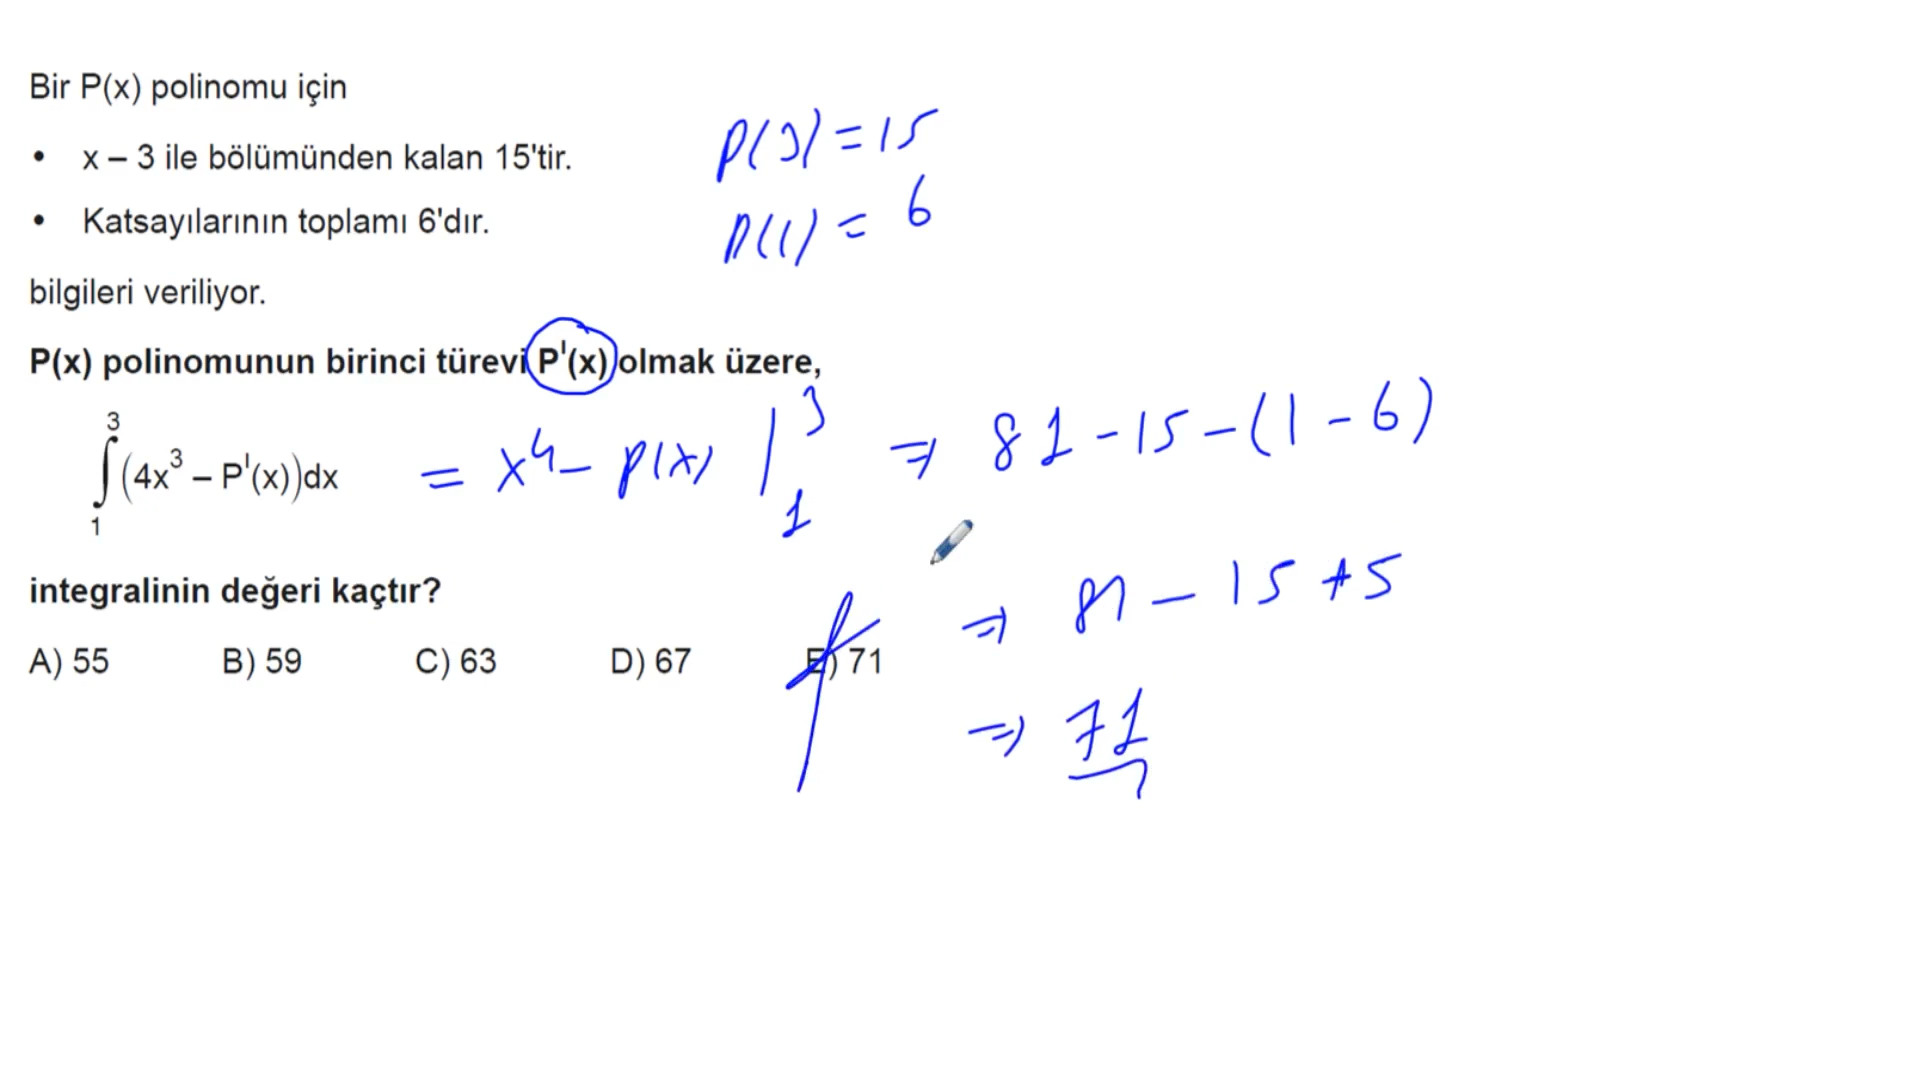 Bir P(x) polinomu için
• x – 3 ile bölümünden kalan 15'tir.
P(3) = 15
• Katsayılarının toplamı 6'dır.
P(1) = 6
bilgileri veriliyor.
P(x) polinomunun birinci türevi P'(x) olmak üzere,
∫₁³ (4x³ – P'(x))dx = x⁴ – P(x) |₁³ ⇒ 81 - 15 - (1 - 6)
integralinin değeri kaçtır?
⇒ 81 - 15 + 5
A) 55 B) 59 C) 63 D) 67 E) 71
⇒ 71